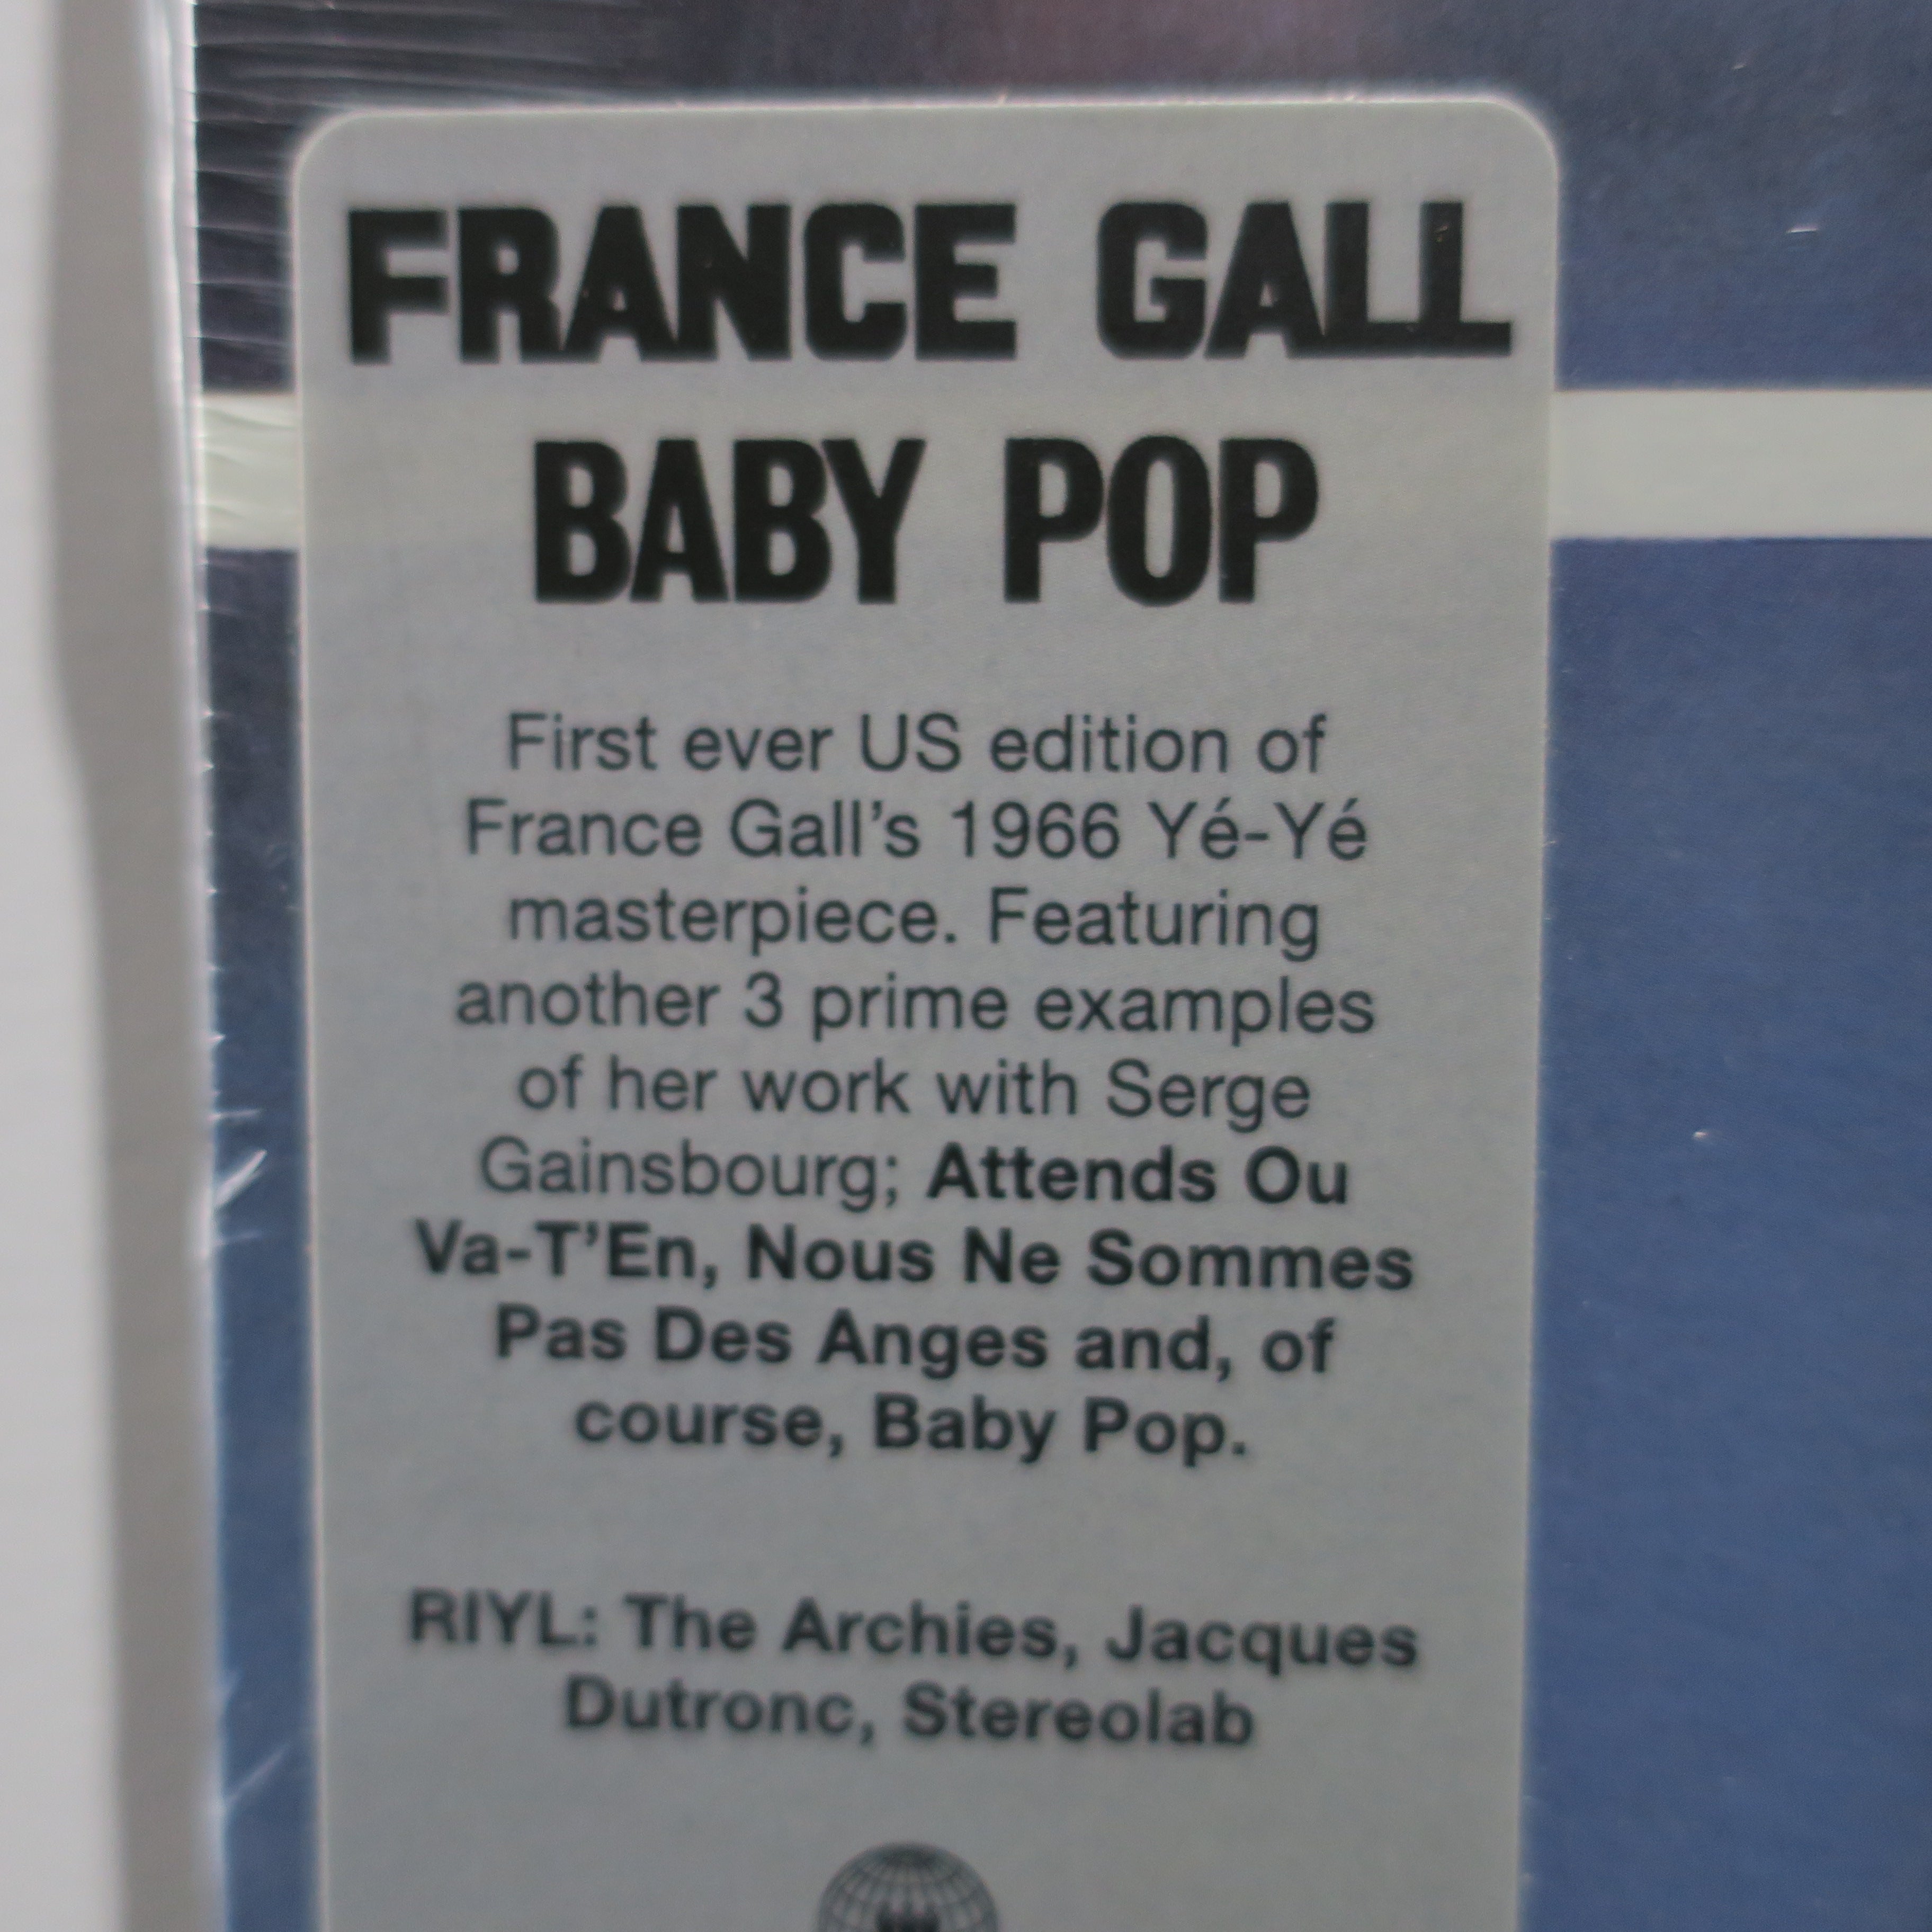 FRANCE GALL
BABY POP
First ever US edition of
France Gall's 1966 Yé-Yé
masterpiece. Featuring
another 3 prime examples
of her work with Serge
Gainsbourg; Attends Ou
Va-T'En, Nous Ne Sommes
Pas Des Anges and, of
course, Baby Pop.
RIYL: The Archies, Jacques
Dutronc, Stereolab